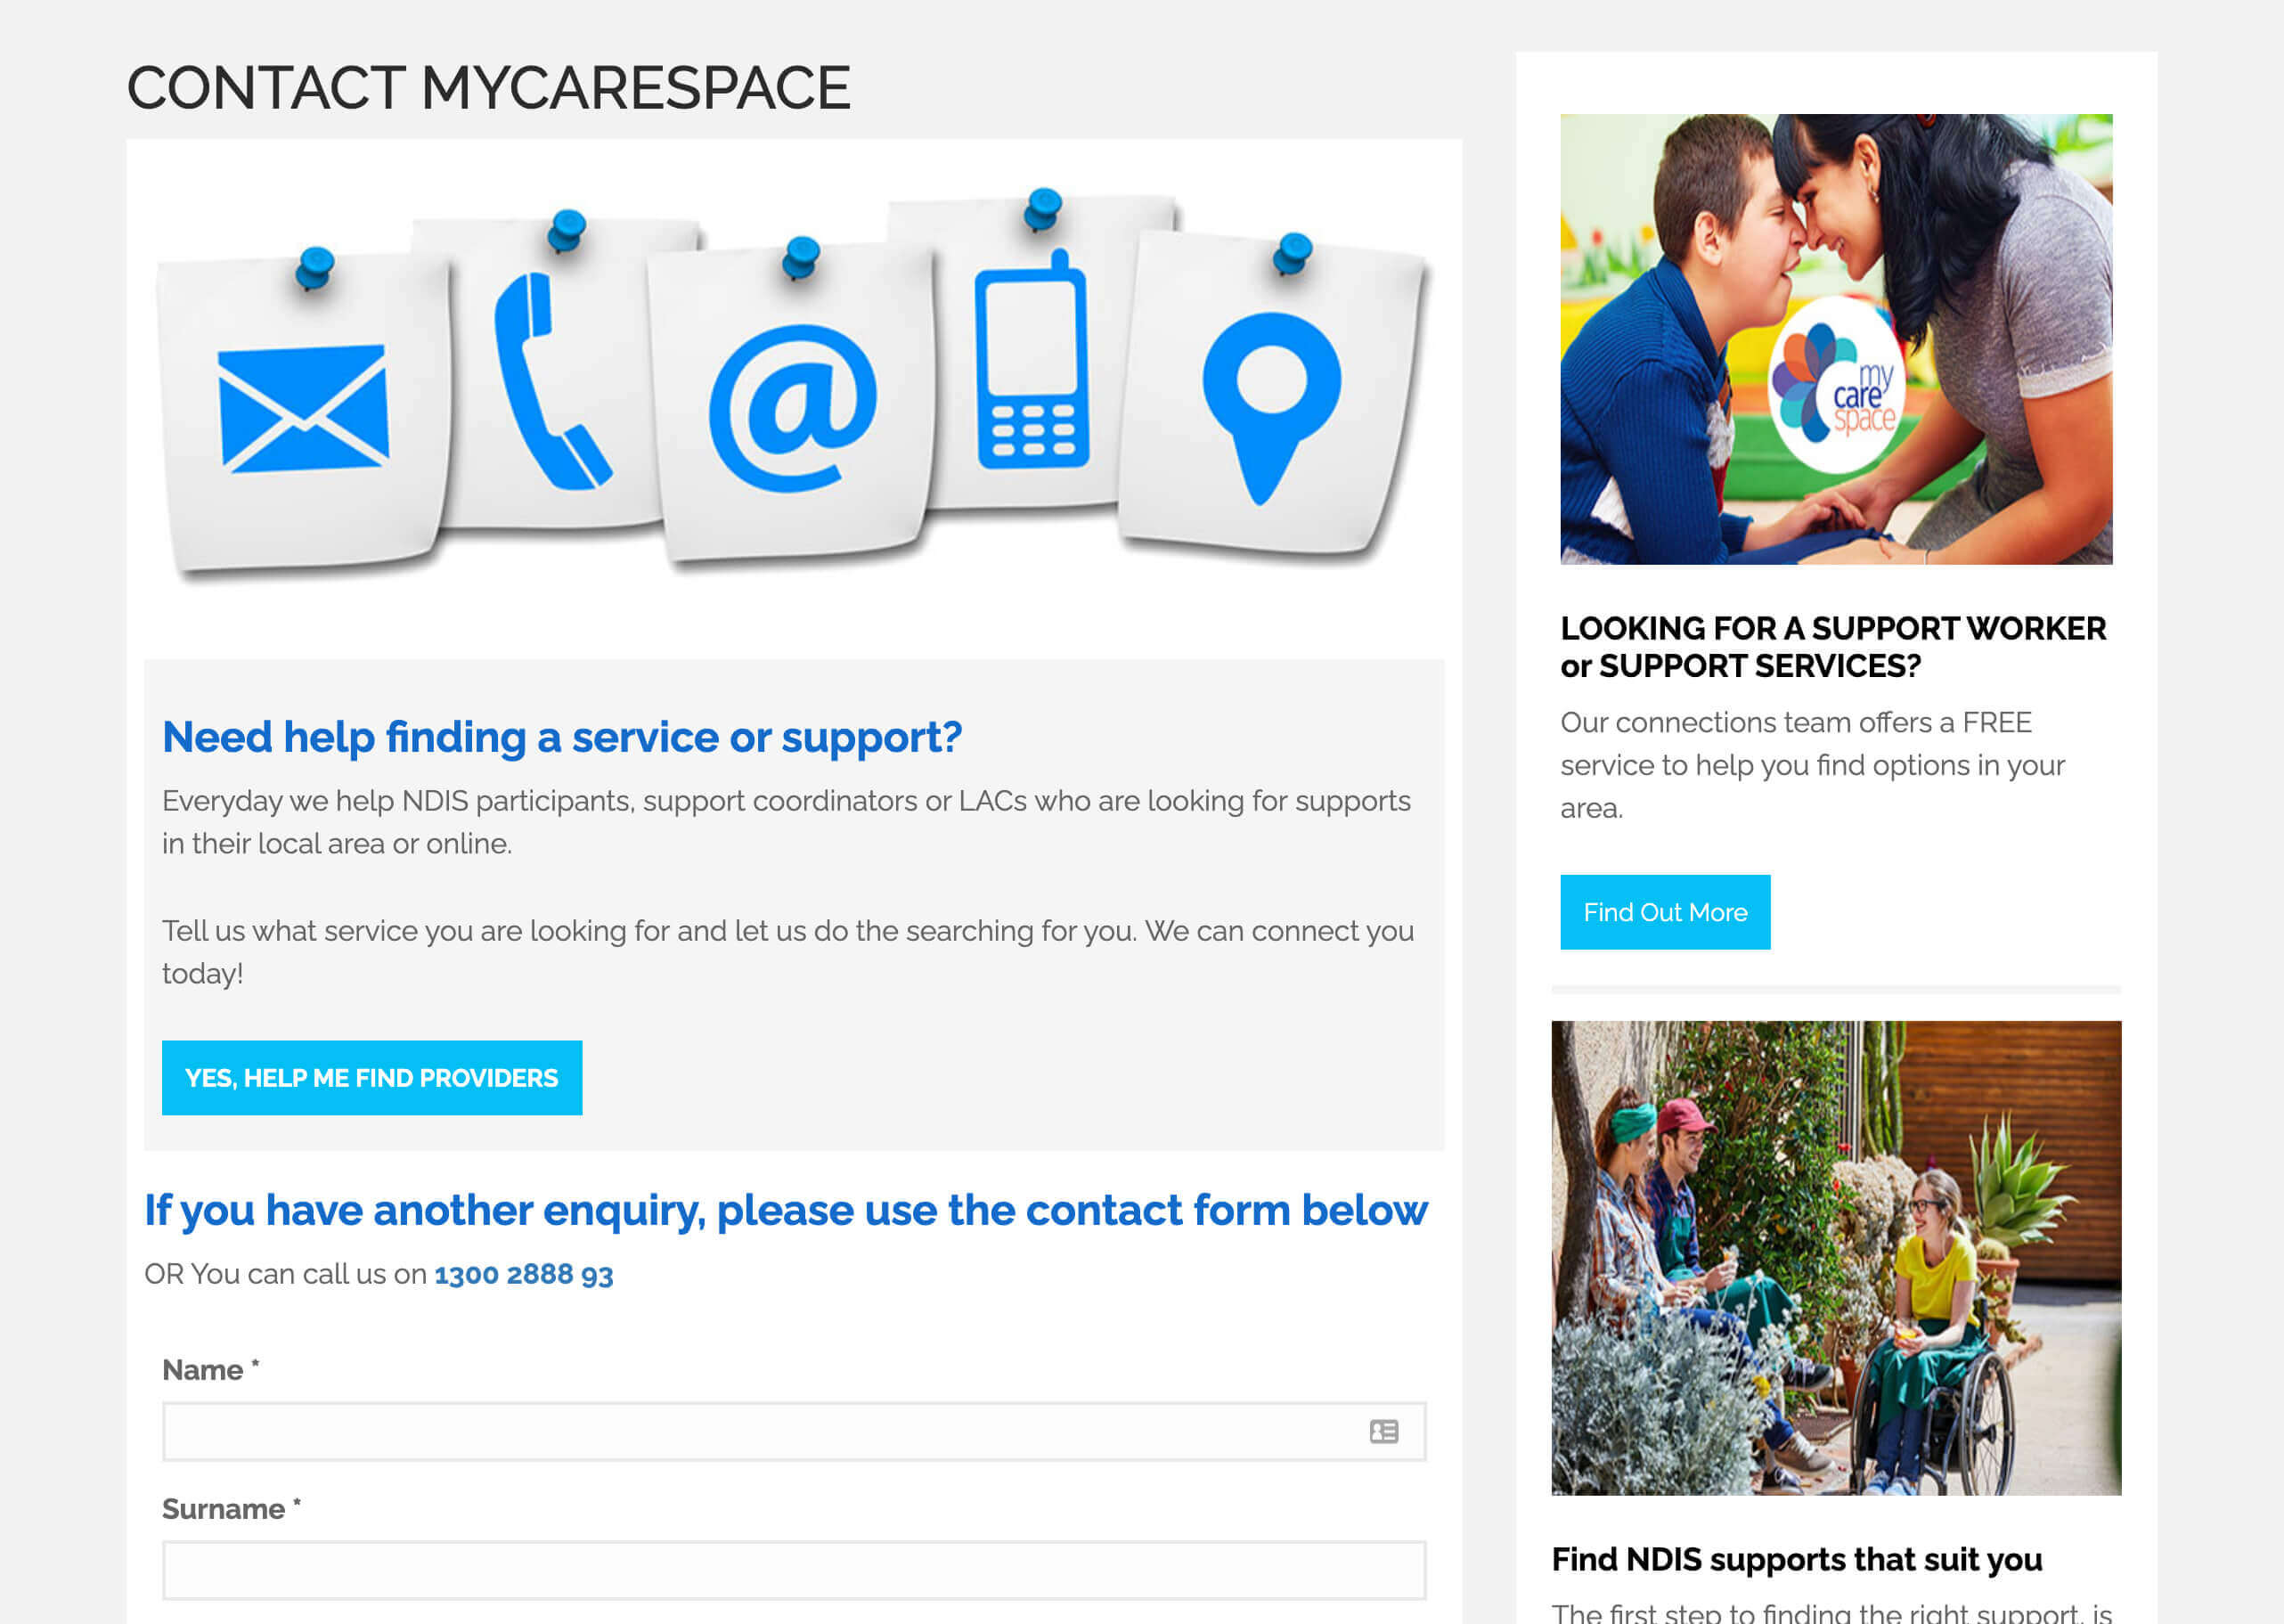 CONTACT MYCARESPACE
@
Need help finding a service or support?
Everyday we help NDIS participants, support coordinators or LACs who are looking for supports
in their local area or online.
Tell us what service you are looking for and let us do the searching for you. We can connect you
today!
YES, HELP ME FIND PROVIDERS
If you have another enquiry, please use the contact form below
OR You can call us on 1300 2888 93
Name *
Surname *
my
care
space
LOOKING FOR A SUPPORT WORKER
or SUPPORT SERVICES?
Our connections team offers a FREE
service to help you find options in your
area.
Find Out More
Find NDIS supports that suit you
The first step to finding the right support, is